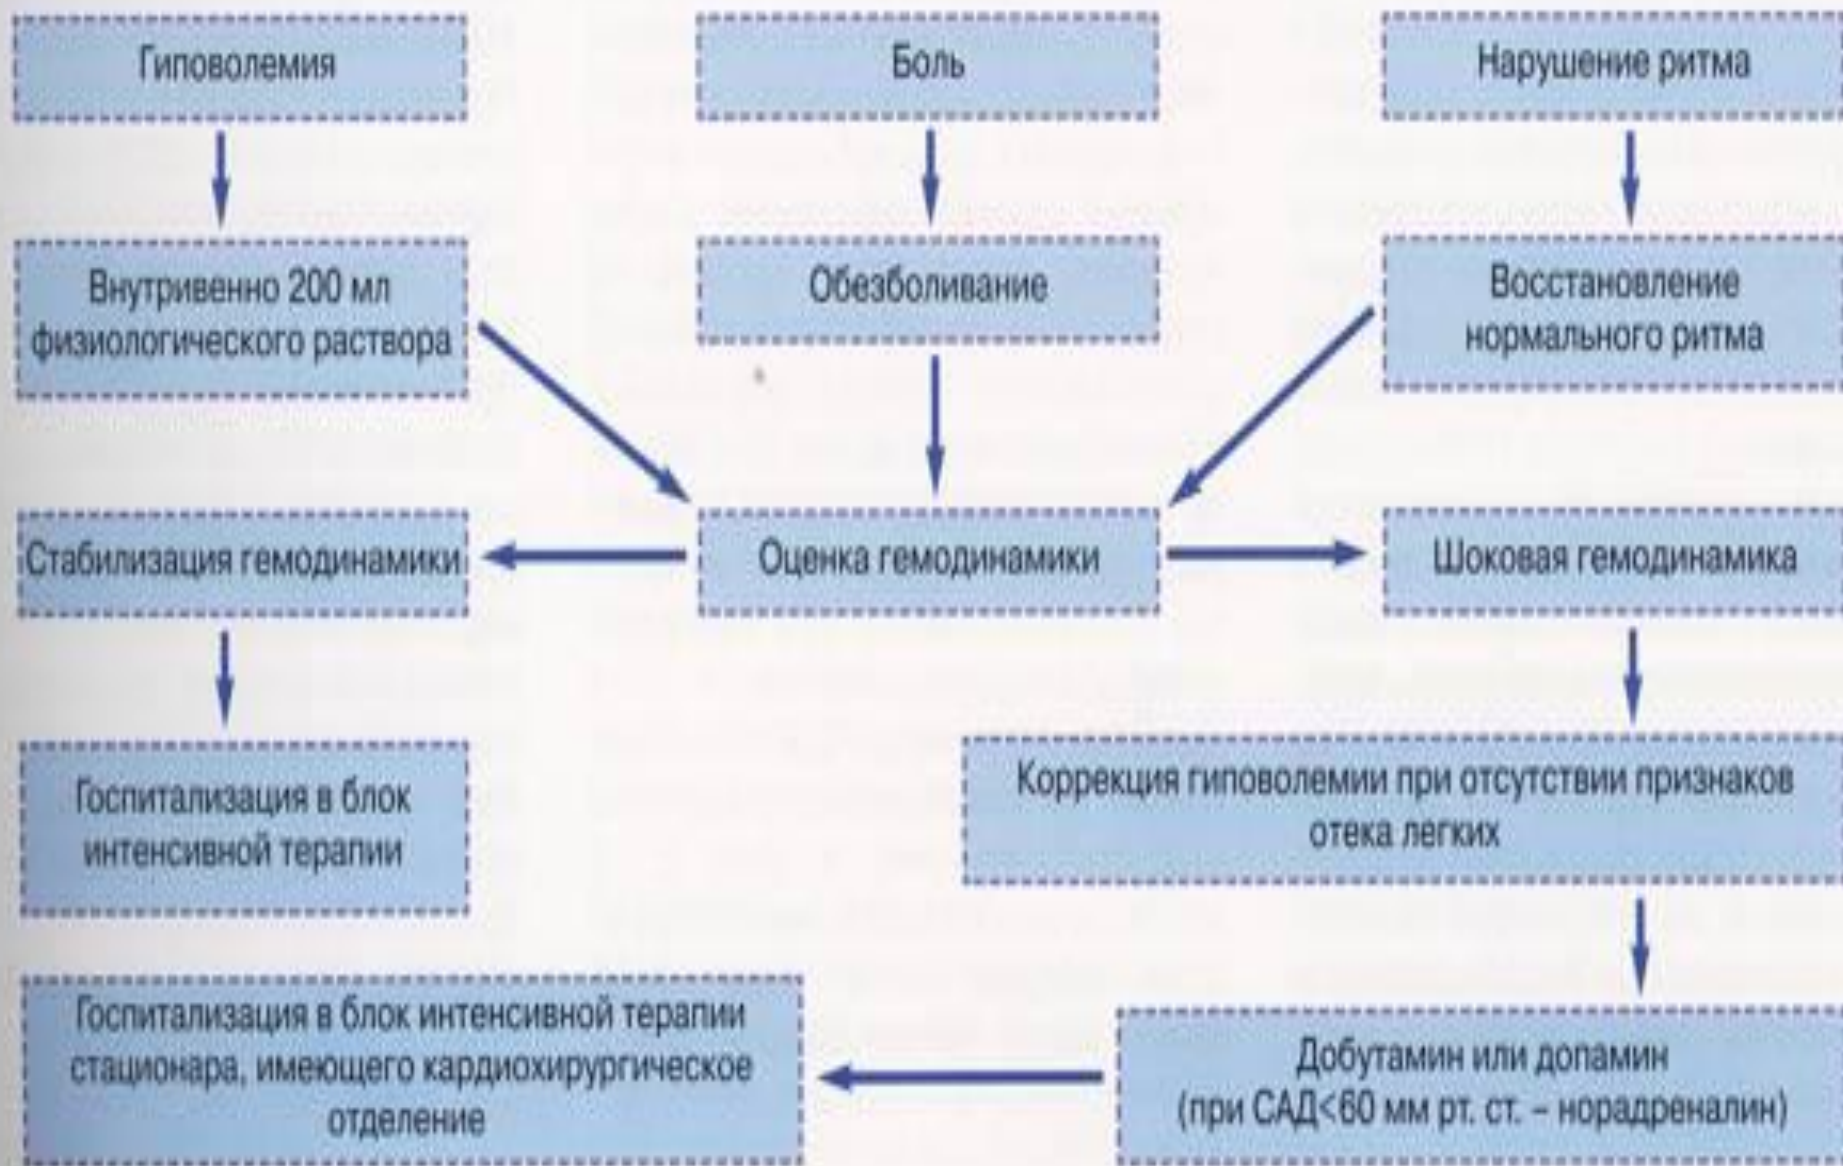 Гиповолемия
Боль
Нарушение ритма
Внутривенно 200 мл
физиологического раствора
Обезболивание
Восстановление
нормального ритма
Стабилизация гемодинамики
Оценка гемодинамики
Шоковая гемодинамика
Госпитализация в блок
интенсивной терапии
Коррекция гиповолемии при отсутствии признаков
отека легких
Госпитализация в блок интенсивной терапии
стационара, имеющего кардиохирургическое
отделение
Добутамин или допамин
(при САД<60 мм рт. ст. – норадреналин)